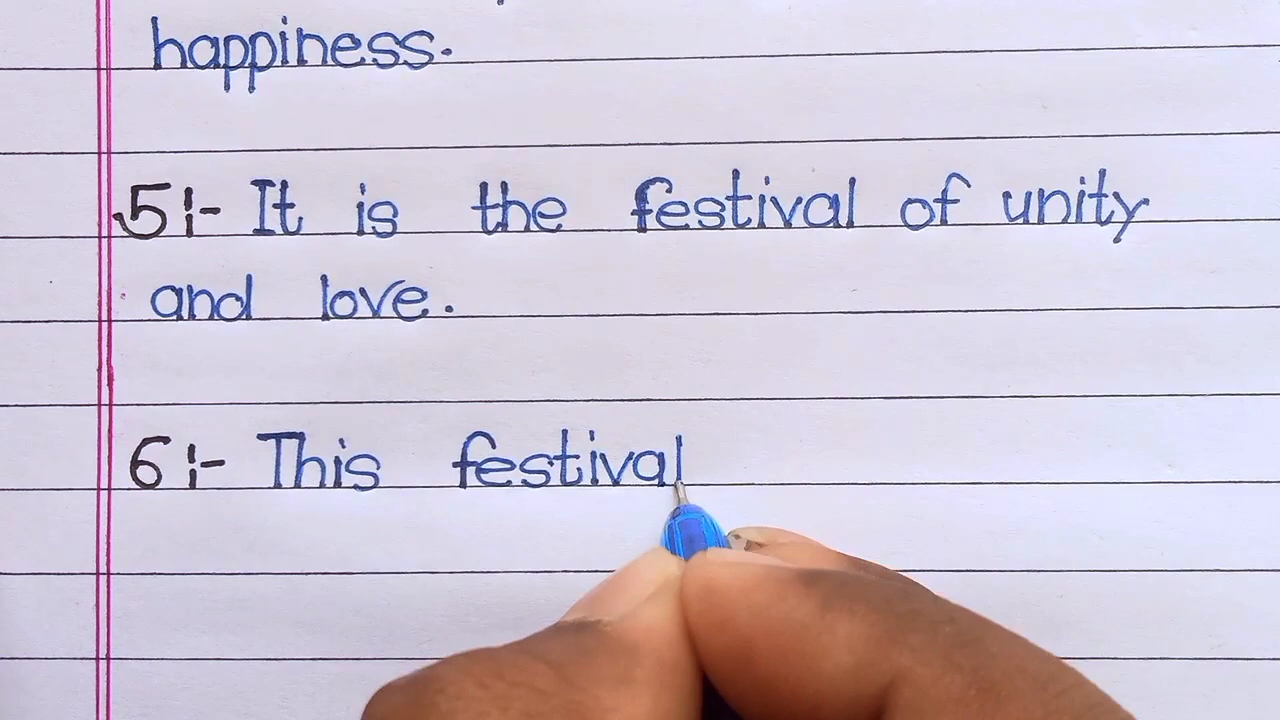 happiness.
5:- It is the festival of unity
and love.
6:- This festival